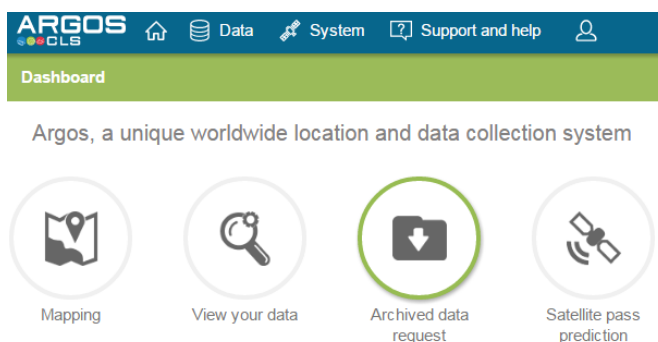 ARGOS
CLS
Data
System
Support and help
Dashboard
Argos, a unique worldwide location and data collection system
Mapping
View your data
Archived data
request
Satellite pass
prediction